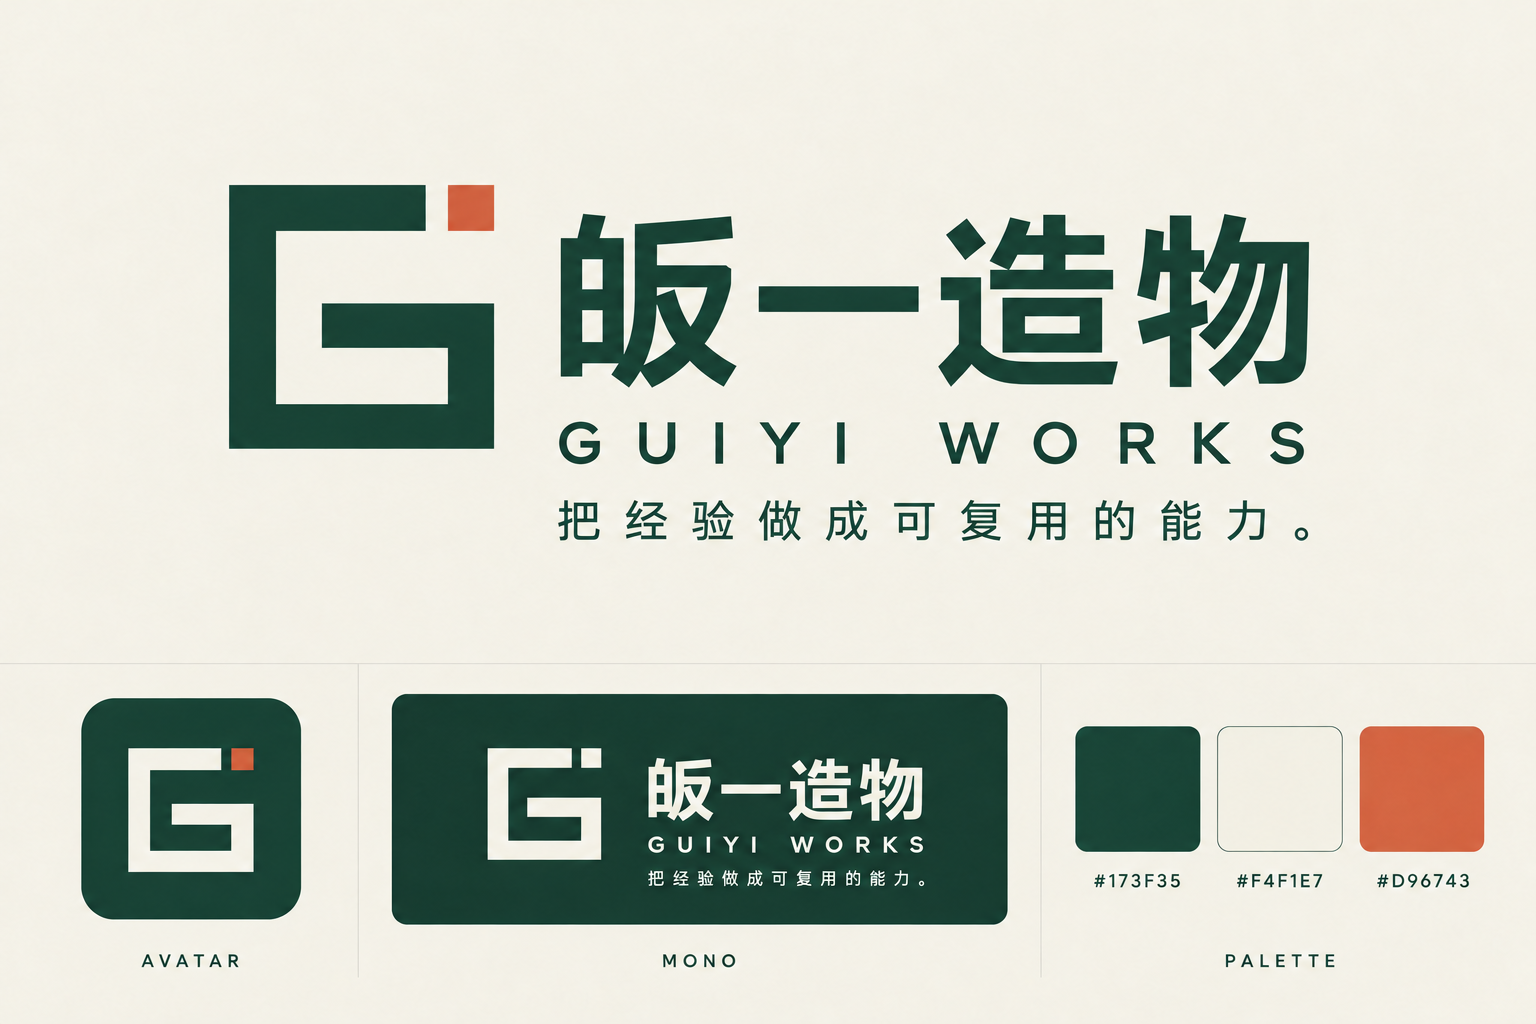 皈一造物
GUIYI WORKS
把经验做成可复用的能力。
皈一造物
GUIYI WORKS
把经验做成可复用的能力。
#173F35
#F4F1E7
#D96743
AVATAR
MONO
PALETTE